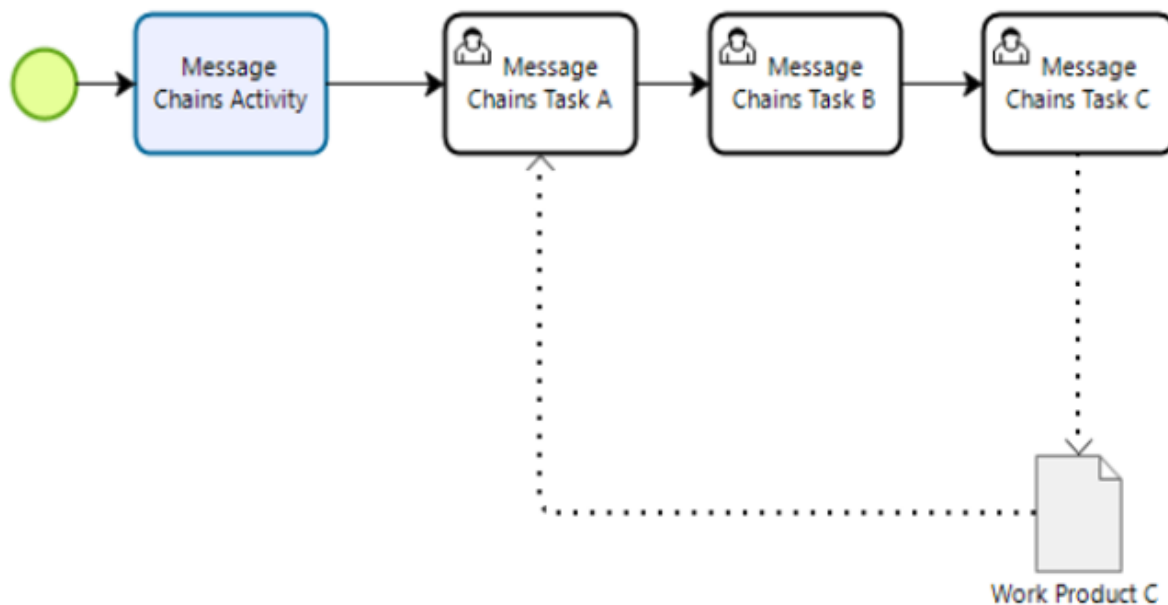 Message
Chains Activity
Message
Chains Task A
Message
Chains Task B
Message
Chains Task C
Work Product C